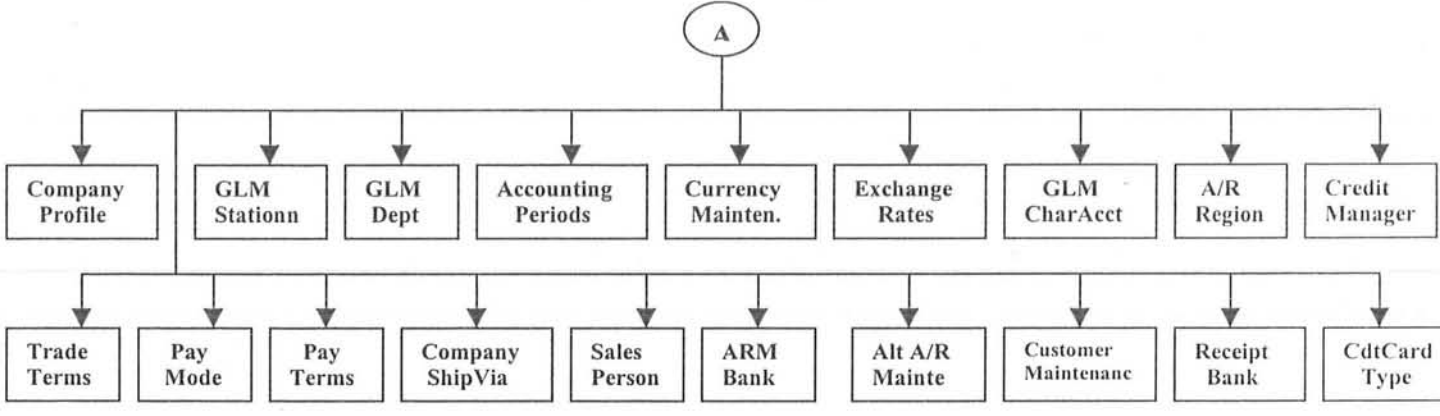 A
Company
Profile
GLM
Stationn
GLM
Dept
Accounting
Periods
Currency
Mainten.
Exchange
Rates
GLM
CharAcct
A/R
Region
Credit
Manager
Trade
Terms
Pay
Mode
Pay
Terms
Company
ShipVia
Sales
Person
ARM
Bank
Alt A/R
Mainte
Customer
Maintenanc
Receipt
Bank
CdtCard
Type